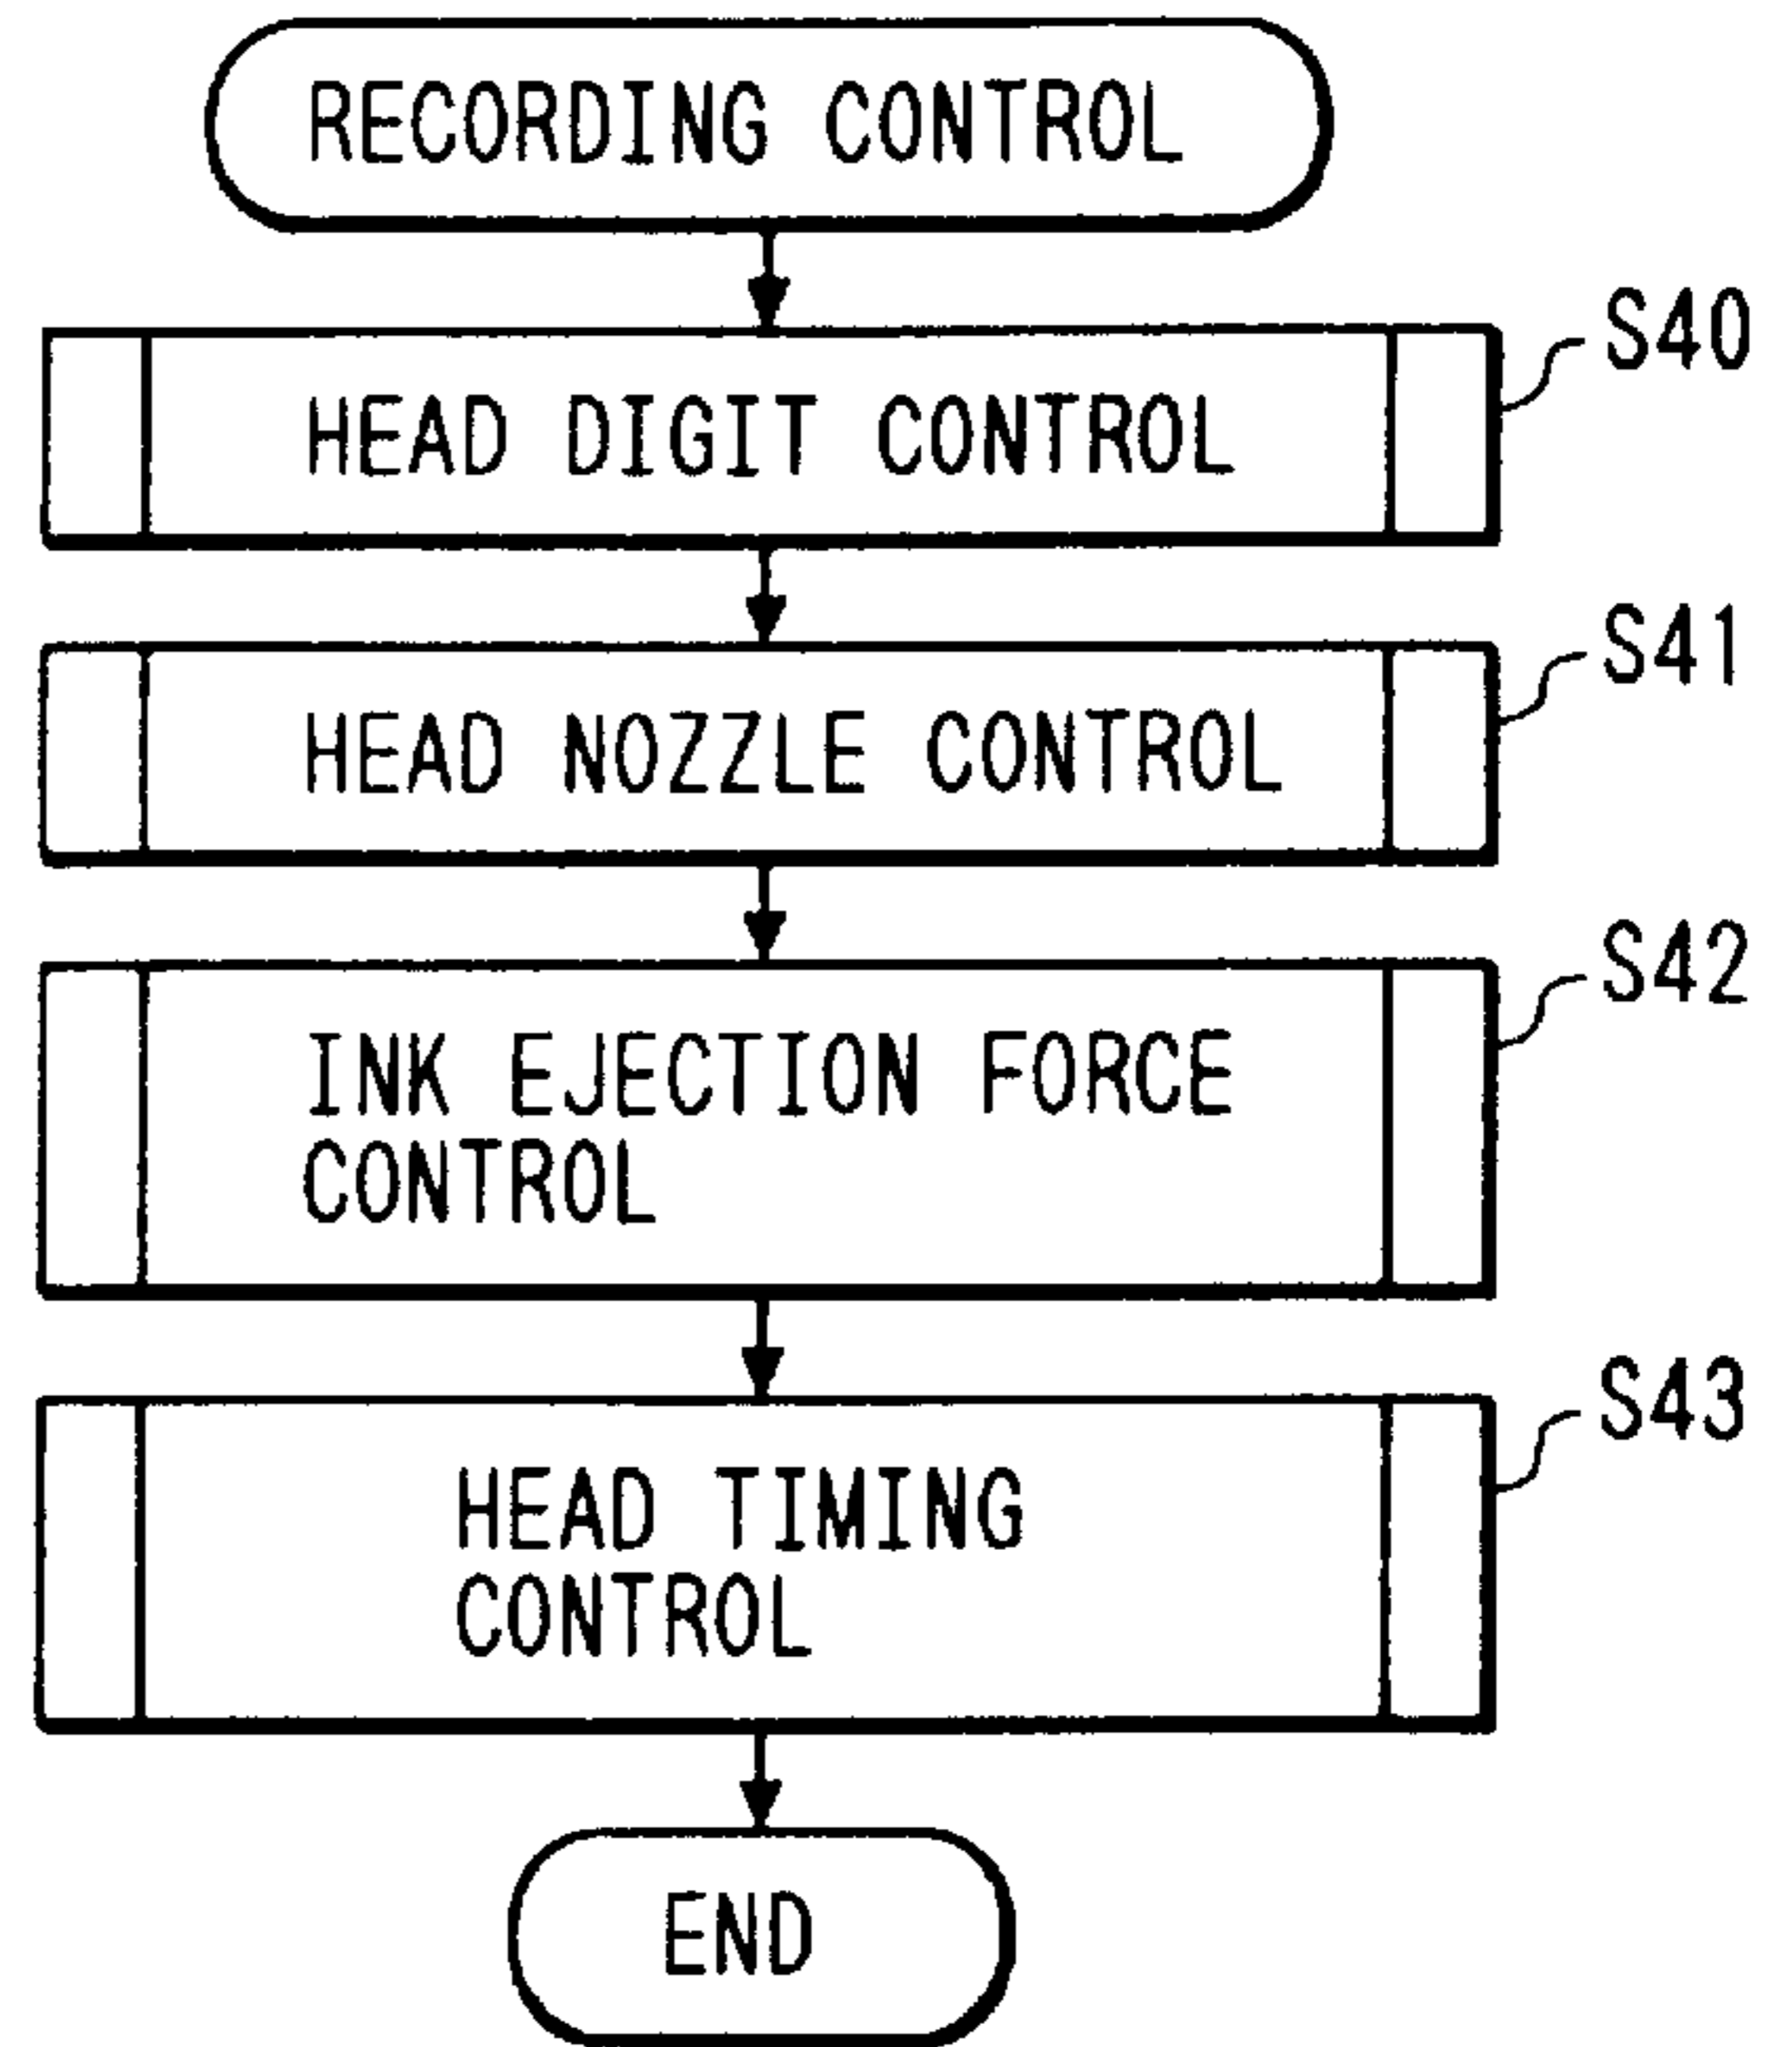 RECORDING CONTROL
S40
HEAD DIGIT CONTROL
S41
HEAD NOZZLE CONTROL
S42
INK EJECTION FORCE
CONTROL
S43
HEAD TIMING
CONTROL
END